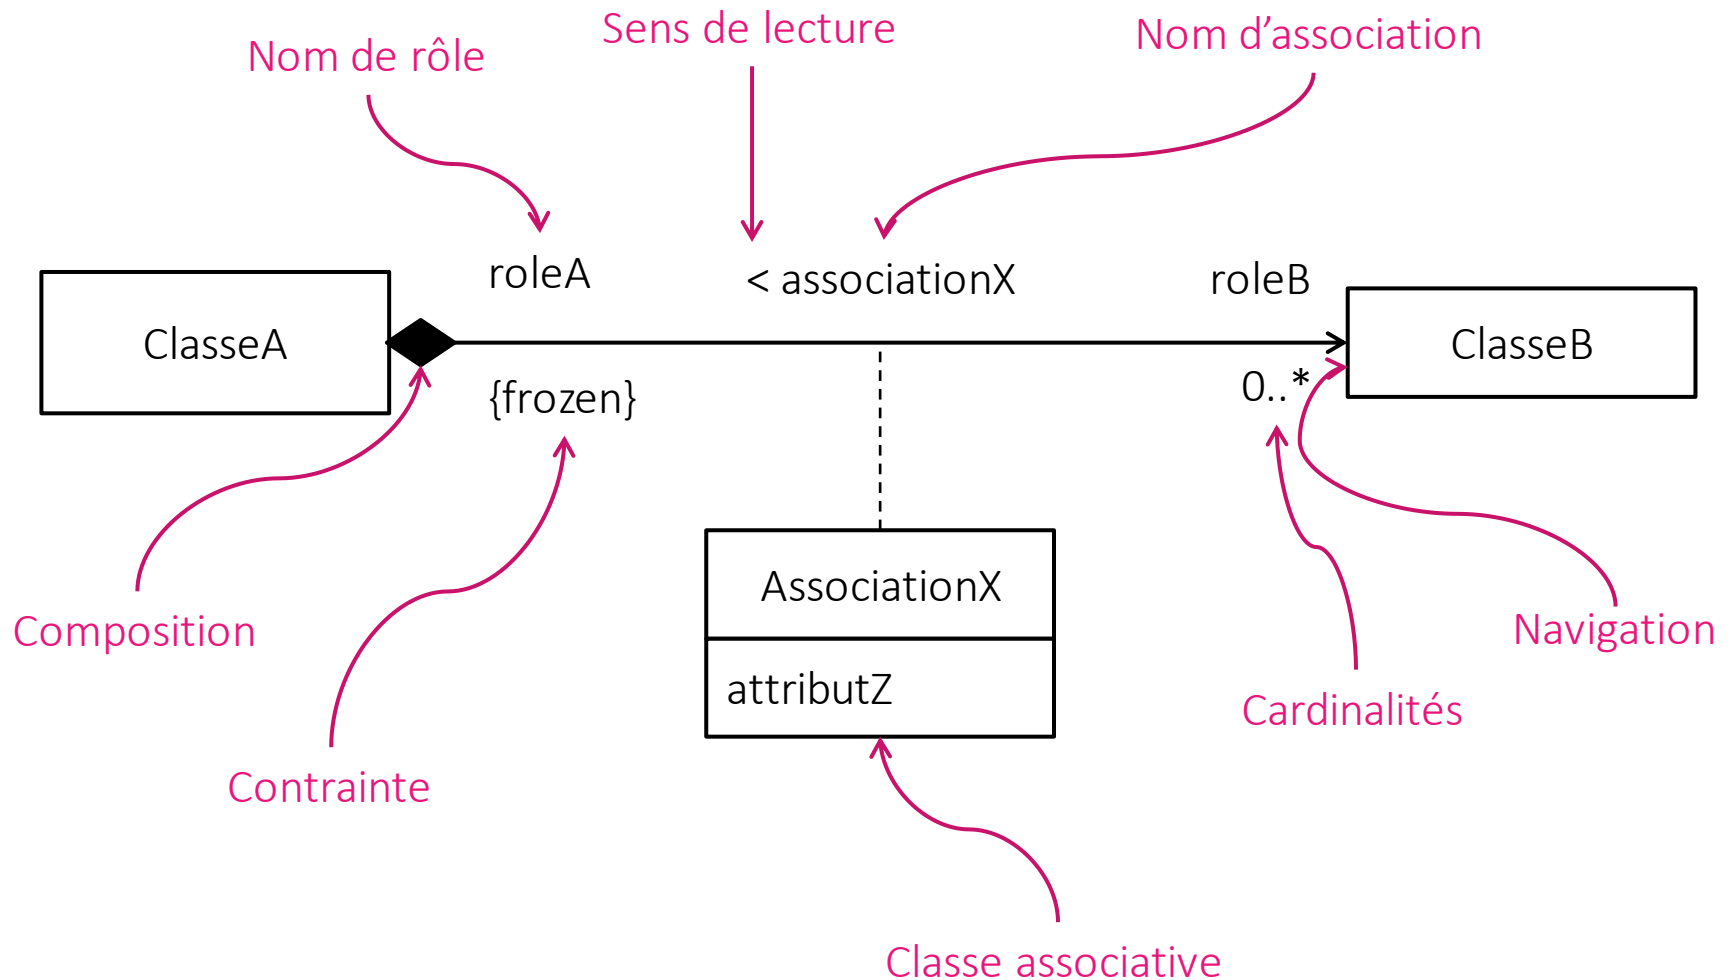 Nom de rôle
Sens de lecture
Nom d’association
roleA
< associationX
roleB
ClasseA
ClasseB
{frozen}
0..*
AssociationX
attributZ
Composition
Navigation
Cardinalités
Contrainte
Classe associative